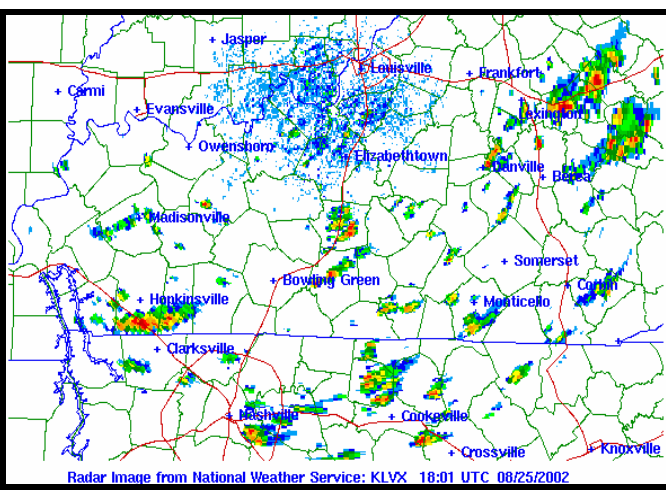 + Jasper
+ Louisville
+ Frankfort
+ Carmi
+ Evansville
Lexington
+ Owensboro
+ Elizabethtown
+ Danville
+ Berea
+ Madisonville
+ Somerset
+ Bowling Green
+ Corbin
+ Hopkinsville
+ Monticello
+ Clarksville
+ Nashville
+ Cookeville
+ Crossville
+ Knoxville
Radar Image from National Weather Service: KLVX 18:01 UTC 08/25/2002